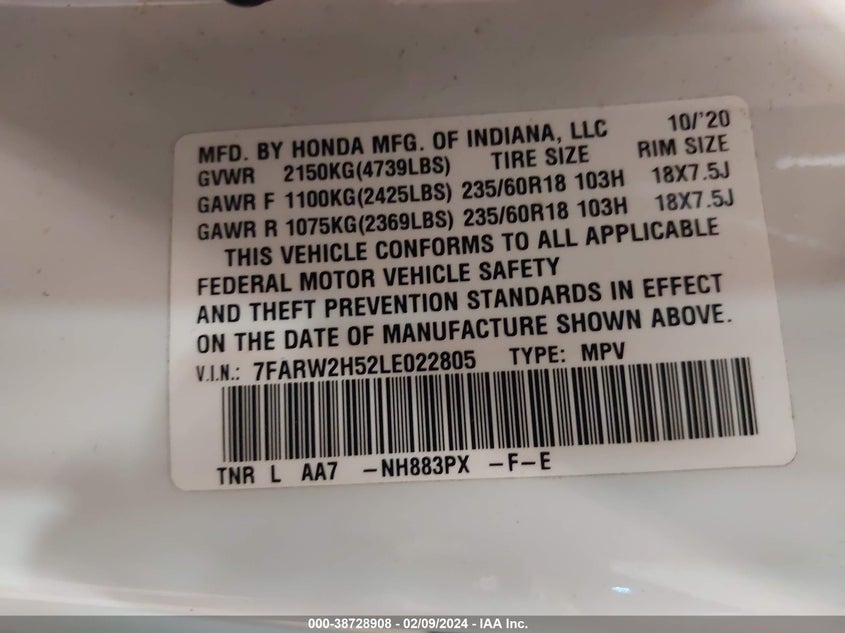 MFD. BY HONDA MFG. OF INDIANA, LLC 10/'20
GVWR 2150KG(4739LBS) TIRE SIZE RIM SIZE
GAWR F 1100KG(2425LBS) 235/60R18 103H 18X7.5J
GAWR R 1075KG(2369LBS) 235/60R18 103H 18X7.5J
THIS VEHICLE CONFORMS TO ALL APPLICABLE
FEDERAL MOTOR VEHICLE SAFETY
AND THEFT PREVENTION STANDARDS IN EFFECT
ON THE DATE OF MANUFACTURE SHOWN ABOVE.
V.I.N.: 7FARW2H52LE022805 TYPE: MPV
TNR L AA7 -NH883PX -F-E
000-38728908 - 02/09/2024 - IAA Inc.